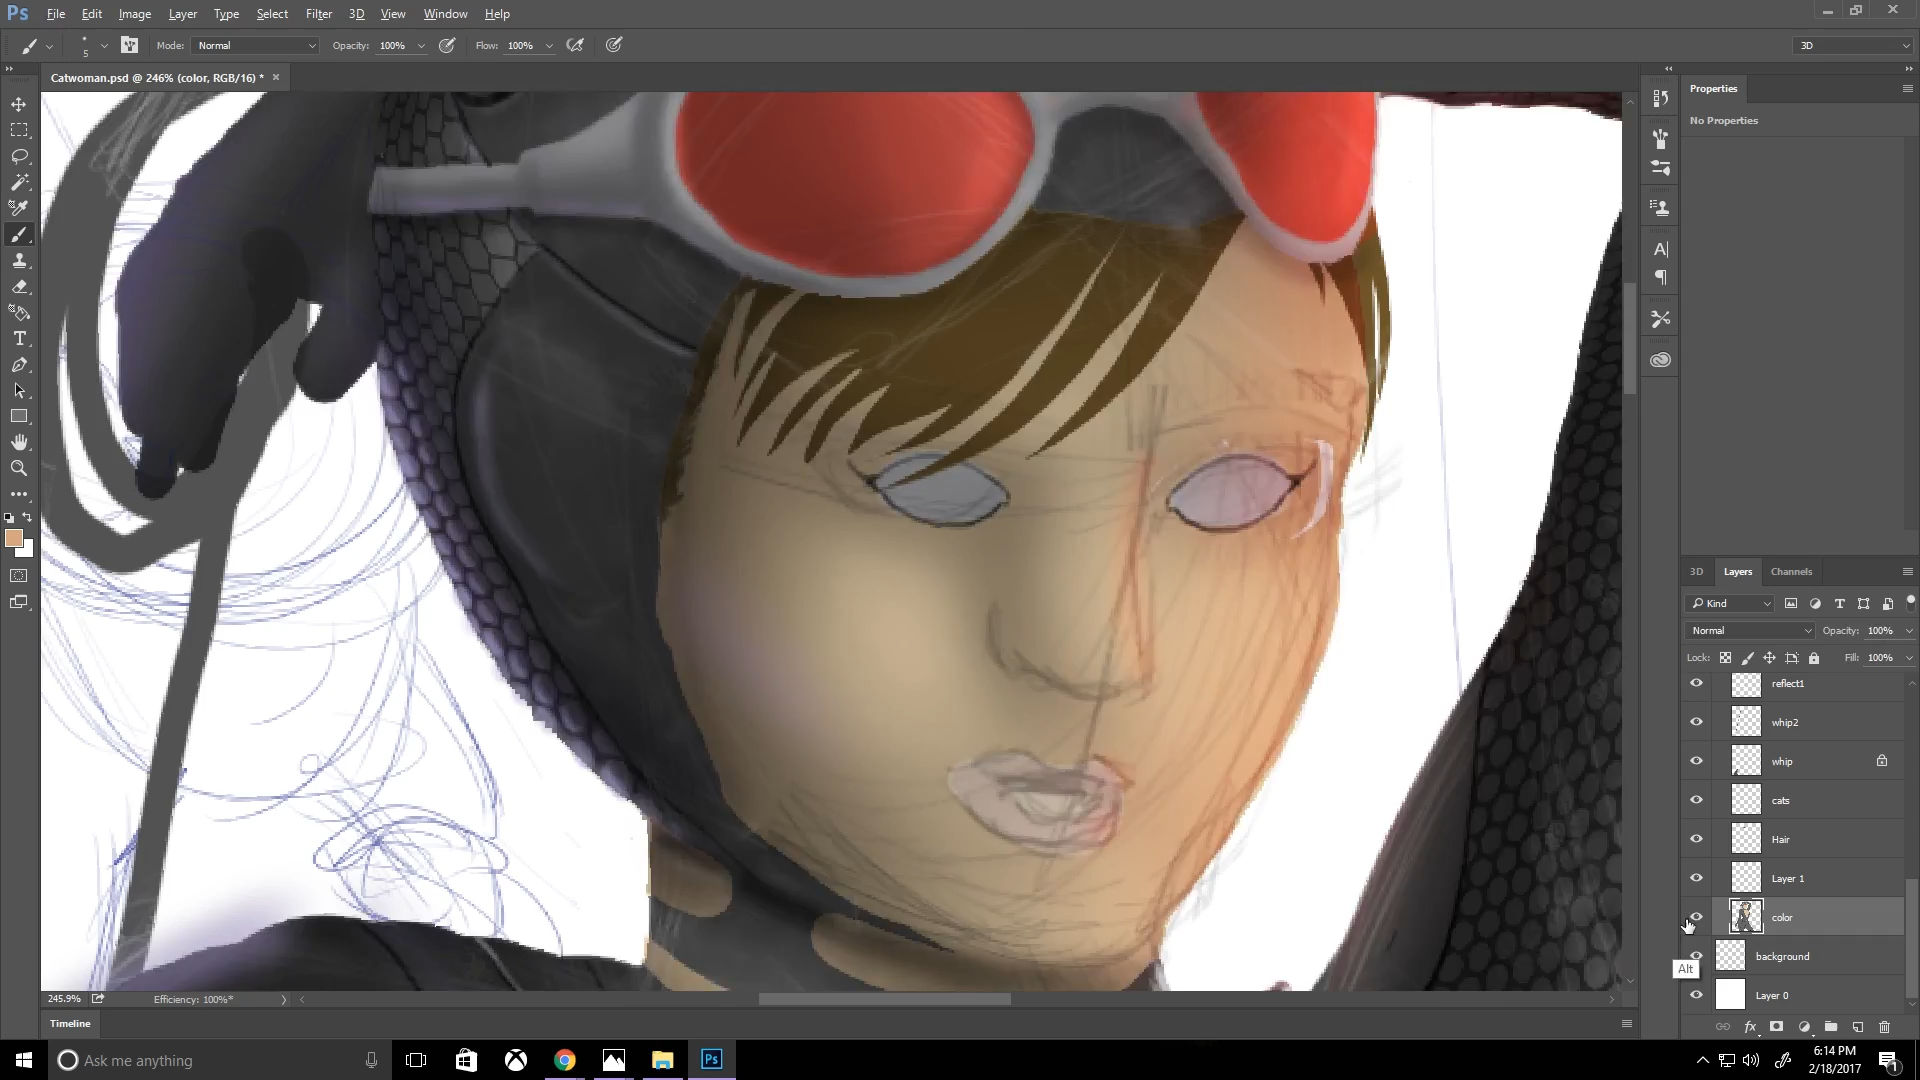 Ps File Edit Image Layer Type Select Filter 3D View Window Help
5 Mode: Normal Opacity: 100% Flow: 100% 3D
Catwoman.psd @ 246% (color, RGB/16) *
Properties
No Properties
3D Layers Channels
Kind
Normal Opacity: 100%
Lock: Fill: 100%
reflect1
whip2
whip
cats
Hair
Layer 1
color
background
Alt
Layer 0
245.9% Efficiency: 100%*
Timeline
Ask me anything
Ps
6:14 PM
2/18/2017
1